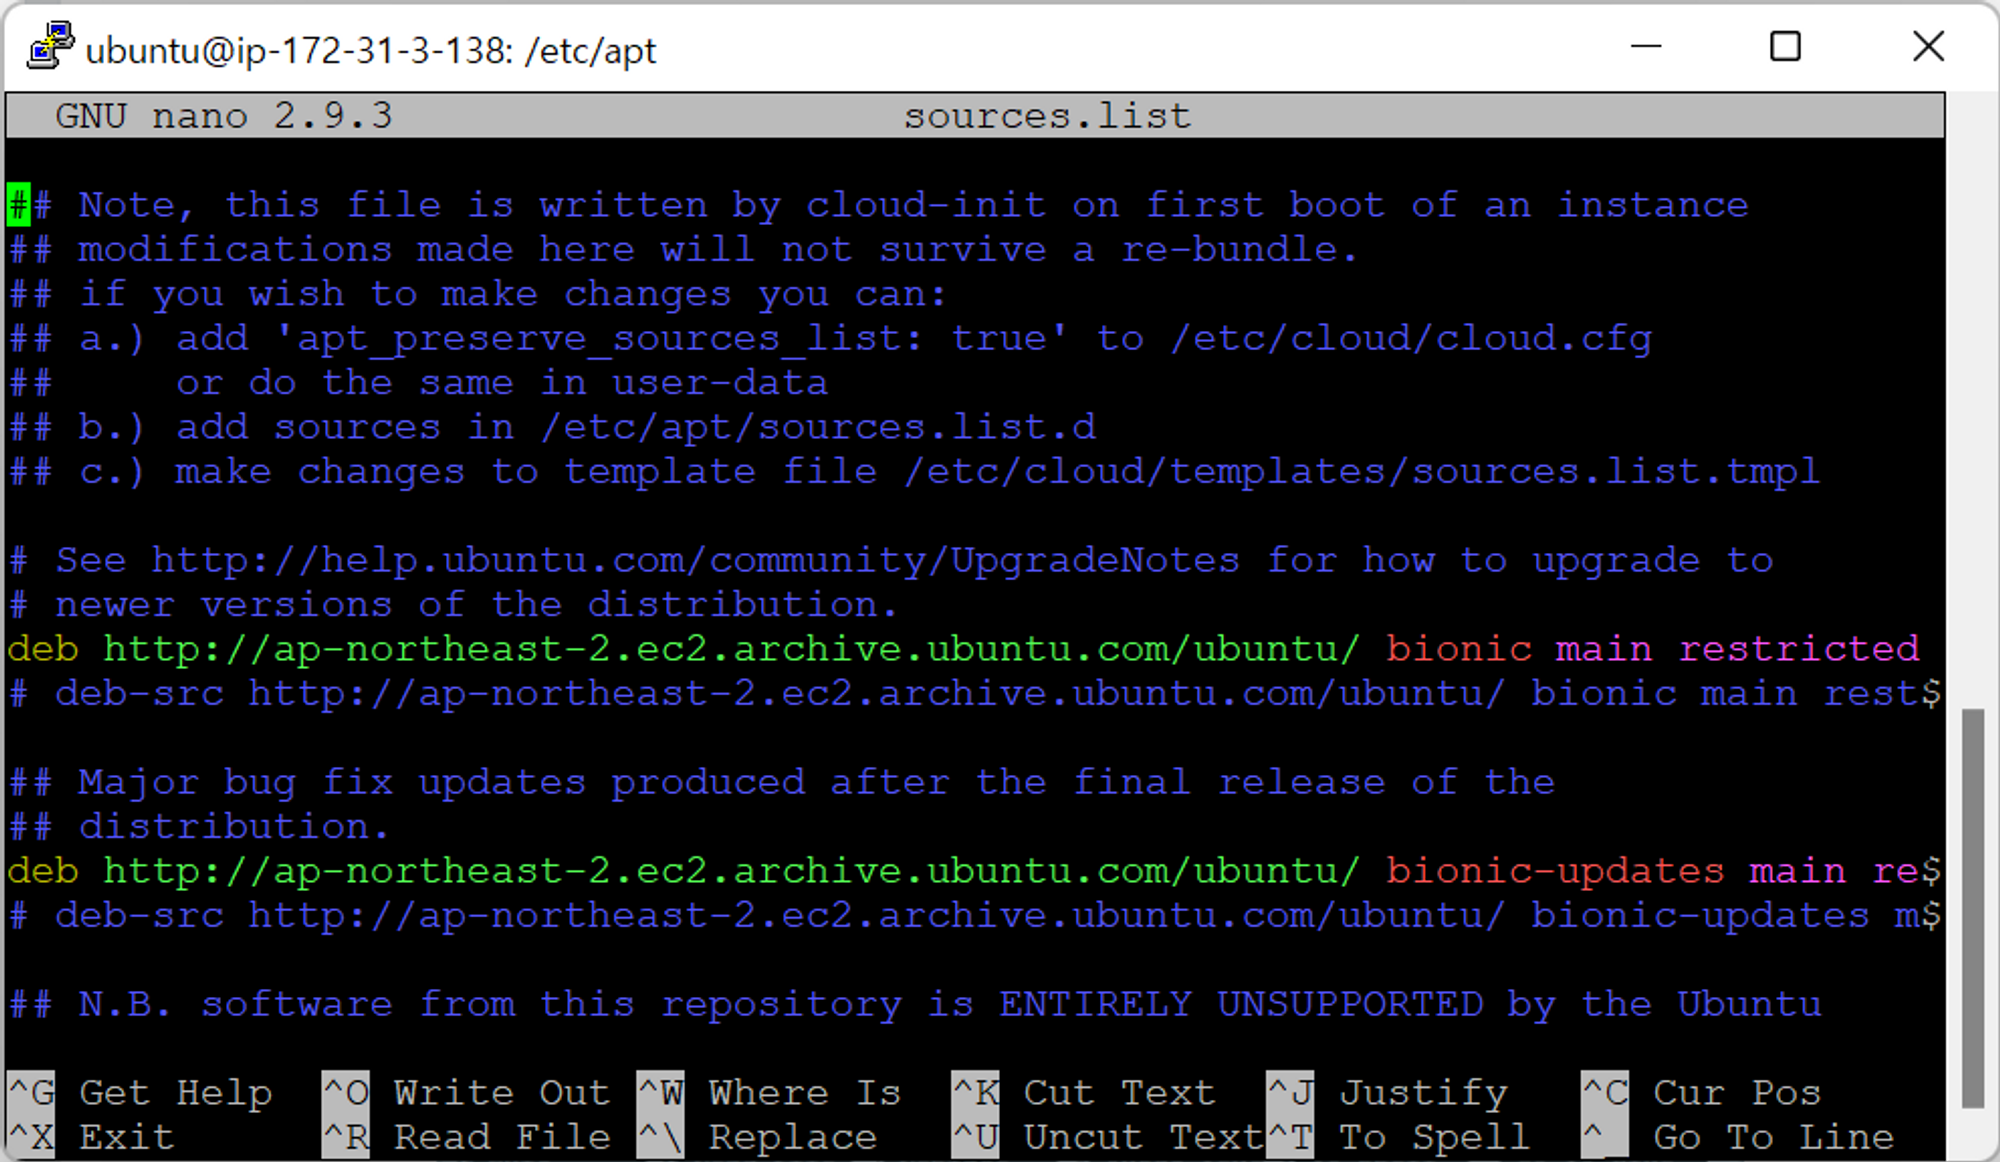 ubuntu@ip-172-31-3-138: /etc/apt
GNU nano 2.9.3 sources.list
## Note, this file is written by cloud-init on first boot of an instance
## modifications made here will not survive a re-bundle.
## if you wish to make changes you can:
## a.) add 'apt_preserve_sources_list: true' to /etc/cloud/cloud.cfg
## or do the same in user-data
## b.) add sources in /etc/apt/sources.list.d
## c.) make changes to template file /etc/cloud/templates/sources.list.tmpl
# See http://help.ubuntu.com/community/UpgradeNotes for how to upgrade to
# newer versions of the distribution.
deb http://ap-northeast-2.ec2.archive.ubuntu.com/ubuntu/ bionic main restricted
# deb-src http://ap-northeast-2.ec2.archive.ubuntu.com/ubuntu/ bionic main rest$
## Major bug fix updates produced after the final release of the
## distribution.
deb http://ap-northeast-2.ec2.archive.ubuntu.com/ubuntu/ bionic-updates main re$
# deb-src http://ap-northeast-2.ec2.archive.ubuntu.com/ubuntu/ bionic-updates m$
## N.B. software from this repository is ENTIRELY UNSUPPORTED by the Ubuntu
^G Get Help ^O Write Out ^W Where Is ^K Cut Text ^J Justify ^C Cur Pos
^X Exit ^R Read File ^\ Replace ^U Uncut Text ^T To Spell ^_ Go To Line